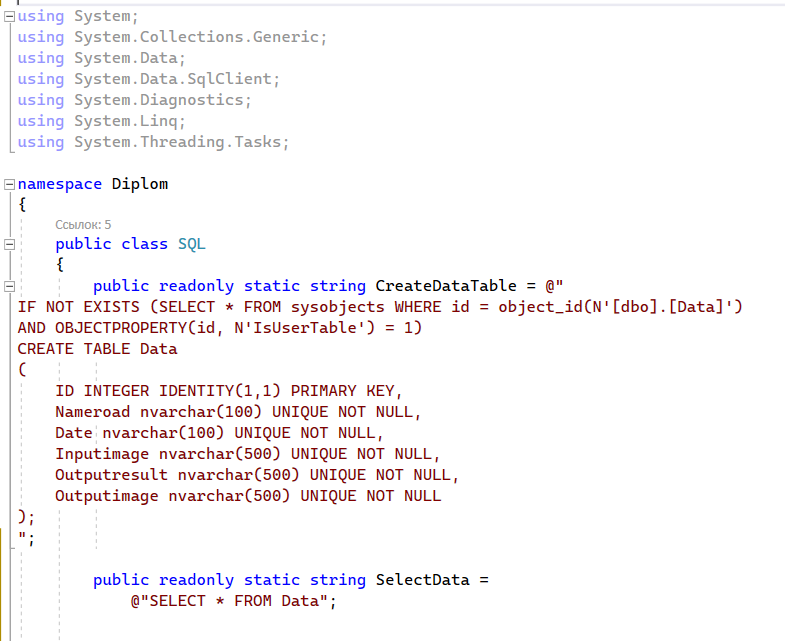 using System;
using System.Collections.Generic;
using System.Data;
using System.Data.SqlClient;
using System.Diagnostics;
using System.Linq;
using System.Threading.Tasks;
namespace Diplom
{
Ссылок: 5
public class SQL
{
public readonly static string CreateDataTable = @"
IF NOT EXISTS (SELECT * FROM sysobjects WHERE id = object_id(N'[dbo].[Data]')
AND OBJECTPROPERTY(id, N'IsUserTable') = 1)
CREATE TABLE Data
(
ID INTEGER IDENTITY(1,1) PRIMARY KEY,
Nameroad nvarchar(100) UNIQUE NOT NULL,
Date nvarchar(100) UNIQUE NOT NULL,
Inputimage nvarchar(500) UNIQUE NOT NULL,
Outputresult nvarchar(500) UNIQUE NOT NULL,
Outputimage nvarchar(500) UNIQUE NOT NULL
);
";
public readonly static string SelectData =
@"SELECT * FROM Data";